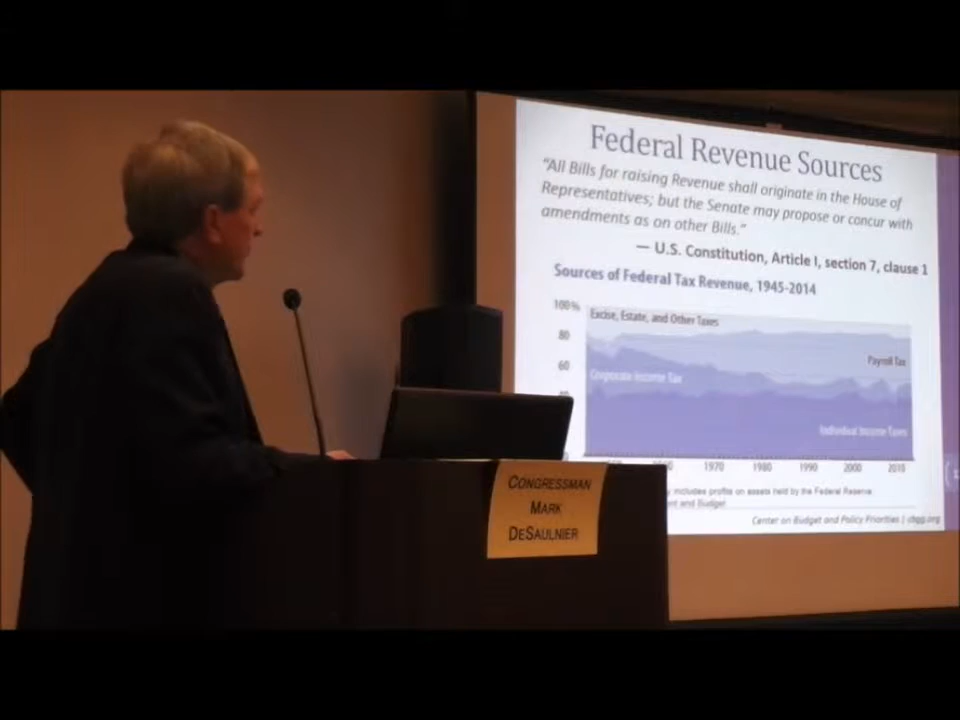 Federal Revenue Sources
"All Bills for raising Revenue shall originate in the House of
Representatives; but the Senate may propose or concur with
amendments as on other Bills."
— U.S. Constitution, Article I, section 7, clause 1
Sources of Federal Tax Revenue, 1945-2014
100%
Excise, Estate, and Other Taxes
80
Payroll Tax
60
Corporate Income Tax
Individual Income Taxes
1970 1980 1990 2000 2010
includes profits on assets held by the Federal Reserve
and Budget
Center on Budget and Policy Priorities | cbpp.org
CONGRESSMAN
MARK
DESAULNIER